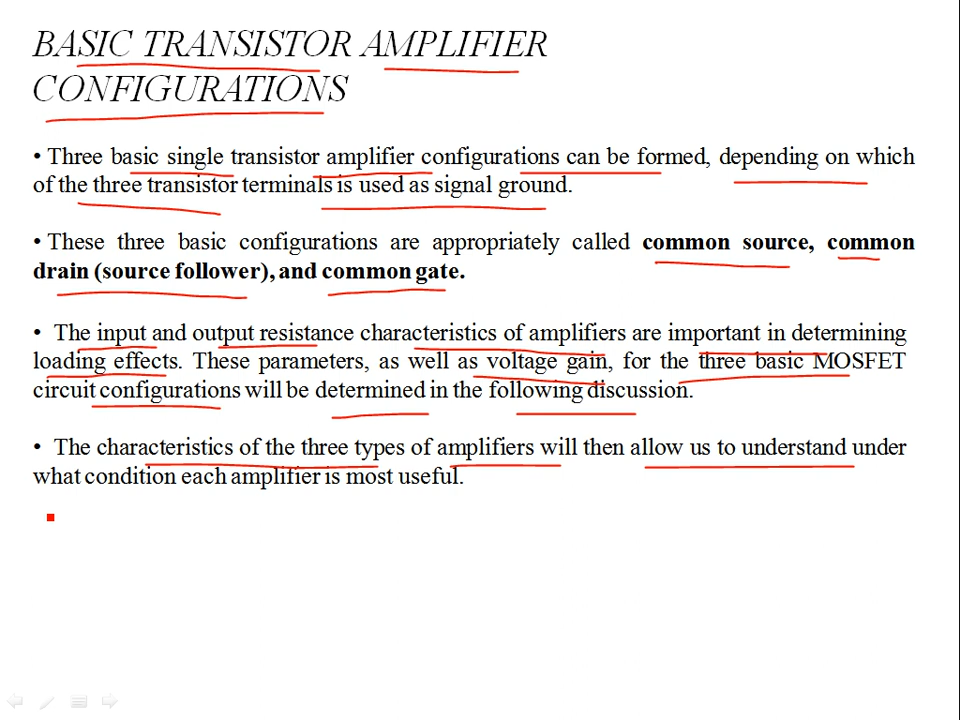 BASIC TRANSISTOR AMPLIFIER
CONFIGURATIONS
• Three basic single transistor amplifier configurations can be formed, depending on which
of the three transistor terminals is used as signal ground.
• These three basic configurations are appropriately called common source, common
drain (source follower), and common gate.
• The input and output resistance characteristics of amplifiers are important in determining
loading effects. These parameters, as well as voltage gain, for the three basic MOSFET
circuit configurations will be determined in the following discussion.
• The characteristics of the three types of amplifiers will then allow us to understand under
what condition each amplifier is most useful.